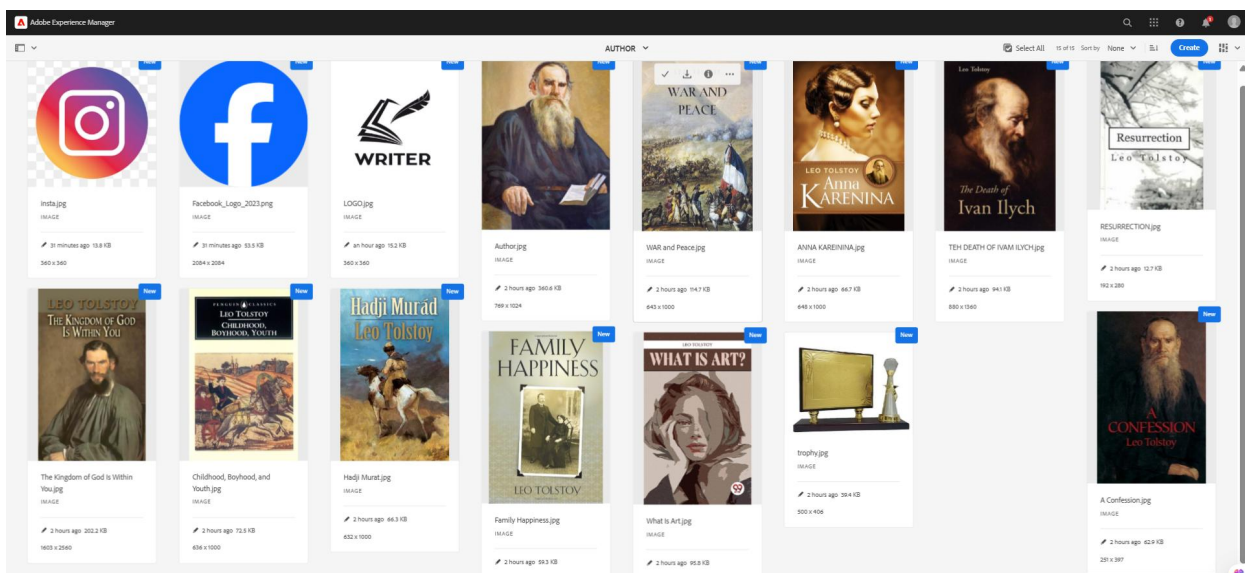 Adobe Experience Manager
AUTHOR
Select All 15 of 15 Sort by None Create
New
New
New
New
New
New
New
New
WRITER
WAR AND
PEACE
LEO TOLSTOY
Anna
KARENINA
Leo Tolstoy
The Death of
Ivan Ilych
Resurrection
Leo Tolstoy
insta.jpg
IMAGE
31 minutes ago 13.8 KB
360 x 360
Facebook_Logo_2023.png
IMAGE
31 minutes ago 53.5 KB
2084 x 2084
LOGO.jpg
IMAGE
an hour ago 15.2 KB
360 x 360
Author.jpg
IMAGE
2 hours ago 360.6 KB
769 x 1024
WAR and Peace.jpg
IMAGE
2 hours ago 114.7 KB
643 x 1000
ANNA KAREININA.jpg
IMAGE
2 hours ago 66.7 KB
648 x 1000
TEH DEATH OF IVAM ILYCH.jpg
IMAGE
2 hours ago 94.1 KB
880 x 1360
RESURRECTION.jpg
IMAGE
2 hours ago 12.7 KB
192 x 280
New
LEO TOLSTOY
THE KINGDOM OF GOD
IS WITHIN YOU
The Kingdom of God Is Within
You.jpg
IMAGE
2 hours ago 202.2 KB
1603 x 2560
New
PENGUIN CLASSICS
LEO TOLSTOY
CHILDHOOD,
BOYHOOD, YOUTH
Childhood, Boyhood, and
Youth.jpg
IMAGE
2 hours ago 72.5 KB
636 x 1000
New
Hadji Murád
Leo Tolstoy
Hadji Murat.jpg
IMAGE
2 hours ago 66.3 KB
632 x 1000
New
FAMILY
HAPPINESS
LEO TOLSTOY
Family Happiness.jpg
IMAGE
2 hours ago 59.3 KB
New
LEO TOLSTOY
WHAT IS ART?
99
What Is Art.jpg
IMAGE
2 hours ago 95.8 KB
New
trophy.jpg
IMAGE
2 hours ago 39.4 KB
500 x 406
New
A
CONFESSION
Leo Tolstoy
A Confession.jpg
IMAGE
2 hours ago 62.9 KB
251 x 397